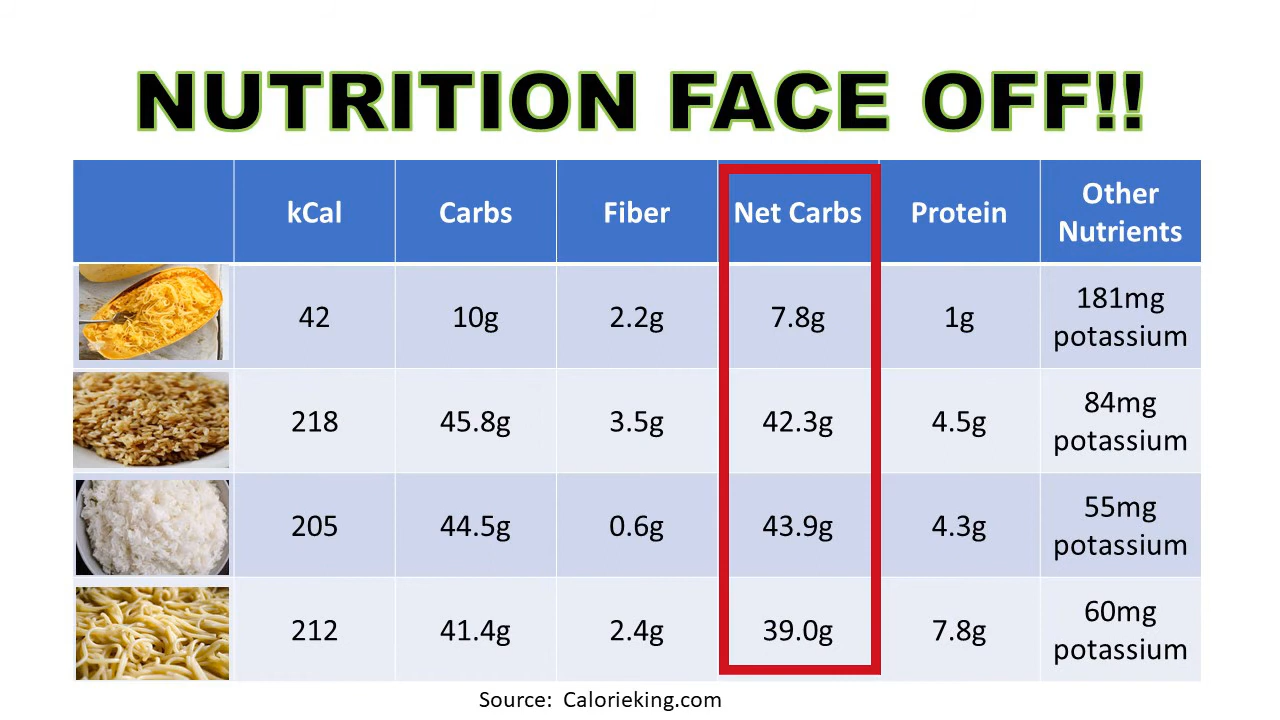 NUTRITION FACE OFF!!
kCal Carbs Fiber Net Carbs Protein Other
Nutrients
42 10g 2.2g 7.8g 1g 181mg
potassium
218 45.8g 3.5g 42.3g 4.5g 84mg
potassium
205 44.5g 0.6g 43.9g 4.3g 55mg
potassium
212 41.4g 2.4g 39.0g 7.8g 60mg
potassium
Source: Calorieking.com